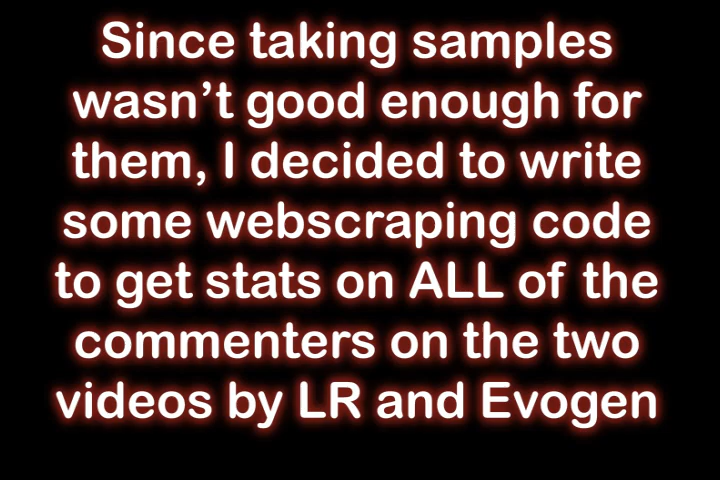 Since taking samples
wasn’t good enough for
them, I decided to write
some webscraping code
to get stats on ALL of the
commenters on the two
videos by LR and Evogen